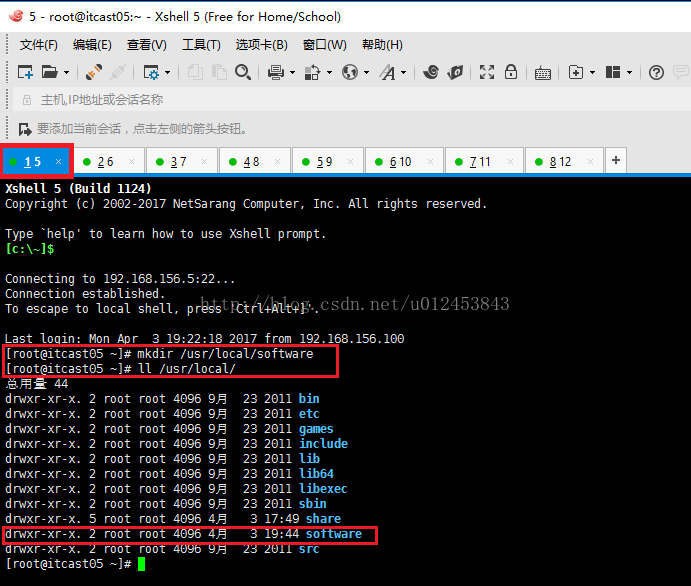 5 - root@itcast05:~ - Xshell 5 (Free for Home/School)
文件(F) 编辑(E) 查看(V) 工具(T) 选项卡(B) 窗口(W) 帮助(H)
主机,IP地址或会话名称
要添加当前会话，点击左侧的箭头按钮。
1 5 × 2 6 × 3 7 × 4 8 × 5 9 × 6 10 × 7 11 × 8 12 × +
Xshell 5 (Build 1124)
Copyright (c) 2002-2017 NetSarang Computer, Inc. All rights reserved.
Type `help' to learn how to use Xshell prompt.
[c:\~]$
Connecting to 192.168.156.5:22...
Connection established.
To escape to local shell, press 'Ctrl+Alt+]'.
http://blog.csdn.net/u012453843
Last login: Mon Apr  3 19:22:18 2017 from 192.168.156.100
[root@itcast05 ~]# mkdir /usr/local/software
[root@itcast05 ~]# ll /usr/local/
总用量 44
drwxr-xr-x. 2 root root 4096 9月  23 2011 bin
drwxr-xr-x. 2 root root 4096 9月  23 2011 etc
drwxr-xr-x. 2 root root 4096 9月  23 2011 games
drwxr-xr-x. 2 root root 4096 9月  23 2011 include
drwxr-xr-x. 2 root root 4096 9月  23 2011 lib
drwxr-xr-x. 2 root root 4096 9月  23 2011 lib64
drwxr-xr-x. 2 root root 4096 9月  23 2011 libexec
drwxr-xr-x. 2 root root 4096 9月  23 2011 sbin
drwxr-xr-x. 5 root root 4096 4月   3 17:49 share
drwxr-xr-x. 2 root root 4096 4月   3 19:44 software
drwxr-xr-x. 2 root root 4096 9月  23 2011 src
[root@itcast05 ~]#